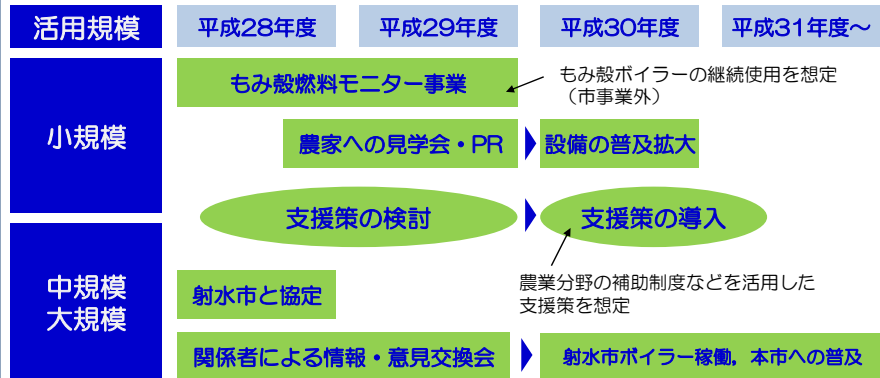 活用規模
平成28年度
平成29年度
平成30年度
平成31年度～
小規模
もみ殻燃料モニター事業
もみ殻ボイラーの継続使用を想定
（市事業外）
農家への見学会・PR
設備の普及拡大
支援策の検討
支援策の導入
農業分野の補助制度などを活用した
支援策を想定
中規模
大規模
射水市と協定
関係者による情報・意見交換会
射水市ボイラー稼働，本市への普及